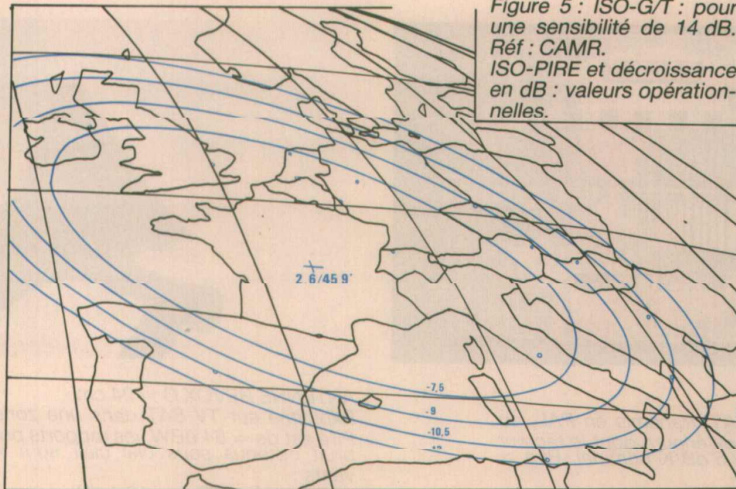 Figure 5 : ISO-G/T : pour
une sensibilité de 14 dB.
Réf : CAMR.
ISO-PIRE et décroissance
en dB : valeurs opération-
nelles.
2.6/45.9°
-7,5
-9
-10,5